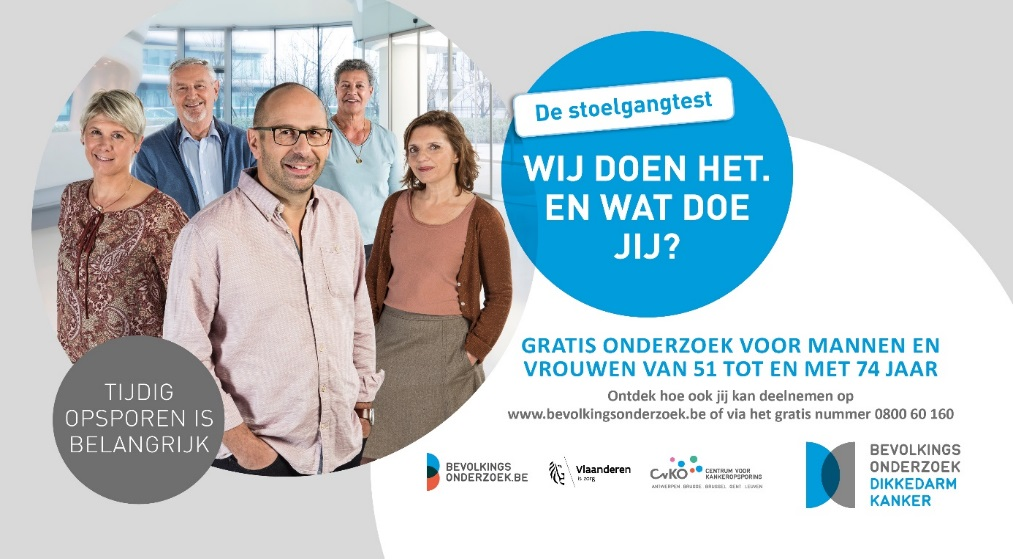 De stoelgangtest
WIJ DOEN HET.
EN WAT DOE
JIJ?
GRATIS ONDERZOEK VOOR MANNEN EN
VROUWEN VAN 51 TOT EN MET 74 JAAR
Ontdek hoe ook jij kan deelnemen op
www.bevolkingsonderzoek.be of via het gratis nummer 0800 60 160
TIJDIG
OPSPOREN IS
BELANGRIJK
BEVOLKINGS
ONDERZOEK.BE
Vlaanderen
is zorg
CvKO
CENTRUM VOOR
KANKEROPSPORING
ANTWERPEN BRUGGE BRUSSEL GENT LEUVEN
BEVOLKINGS
ONDERZOEK
DIKKEDARM
KANKER